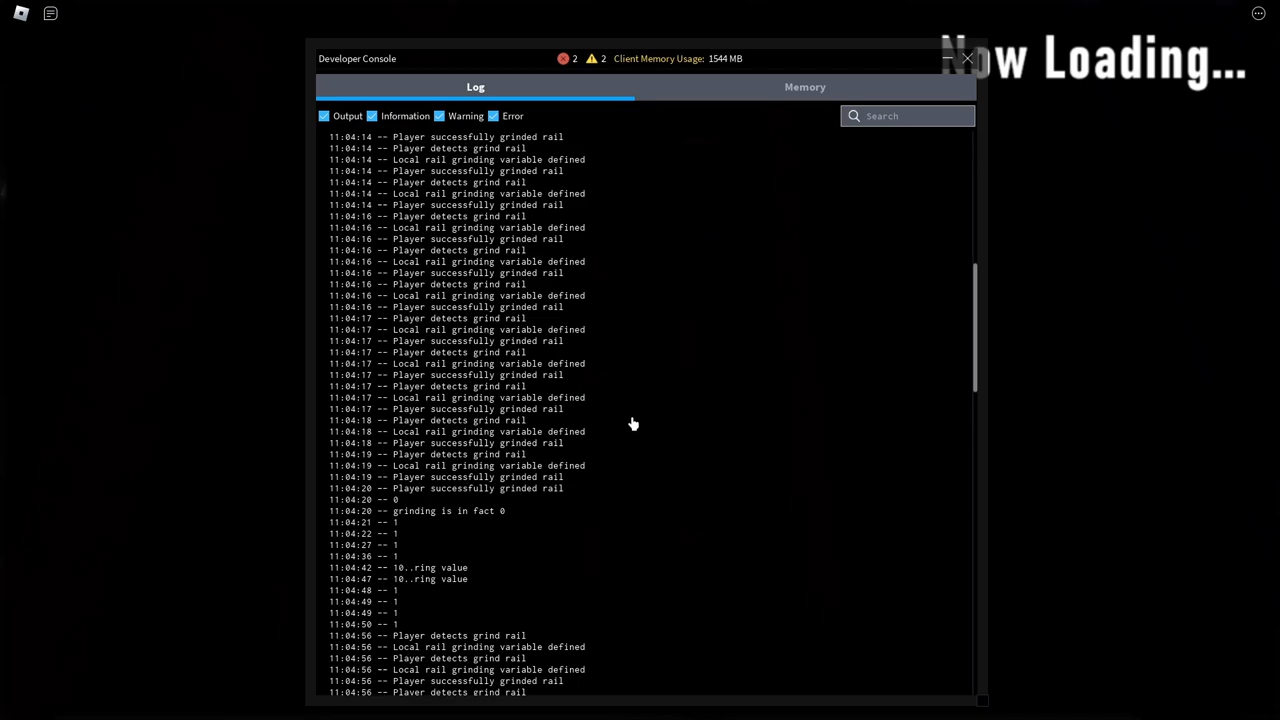 Now Loading...
Developer Console
2
2
Client Memory Usage: 1544 MB
Log
Memory
Output
Information
Warning
Error
Search
11:04:14 -- Player successfully grinded rail
11:04:14 -- Player detects grind rail
11:04:14 -- Local rail grinding variable defined
11:04:14 -- Player successfully grinded rail
11:04:14 -- Player detects grind rail
11:04:14 -- Local rail grinding variable defined
11:04:14 -- Player successfully grinded rail
11:04:16 -- Player detects grind rail
11:04:16 -- Local rail grinding variable defined
11:04:16 -- Player successfully grinded rail
11:04:16 -- Player detects grind rail
11:04:16 -- Local rail grinding variable defined
11:04:16 -- Player successfully grinded rail
11:04:16 -- Player detects grind rail
11:04:16 -- Local rail grinding variable defined
11:04:16 -- Player successfully grinded rail
11:04:17 -- Player detects grind rail
11:04:17 -- Local rail grinding variable defined
11:04:17 -- Player successfully grinded rail
11:04:17 -- Player detects grind rail
11:04:17 -- Local rail grinding variable defined
11:04:17 -- Player successfully grinded rail
11:04:17 -- Player detects grind rail
11:04:17 -- Local rail grinding variable defined
11:04:17 -- Player successfully grinded rail
11:04:18 -- Player detects grind rail
11:04:18 -- Local rail grinding variable defined
11:04:18 -- Player successfully grinded rail
11:04:19 -- Player detects grind rail
11:04:19 -- Local rail grinding variable defined
11:04:19 -- Player successfully grinded rail
11:04:20 -- Player successfully grinded rail
11:04:20 -- 0
11:04:20 -- grinding is in fact 0
11:04:21 -- 1
11:04:22 -- 1
11:04:27 -- 1
11:04:36 -- 1
11:04:42 -- 10..ring value
11:04:47 -- 10..ring value
11:04:48 -- 1
11:04:49 -- 1
11:04:49 -- 1
11:04:50 -- 1
11:04:56 -- Player detects grind rail
11:04:56 -- Local rail grinding variable defined
11:04:56 -- Player detects grind rail
11:04:56 -- Local rail grinding variable defined
11:04:56 -- Player successfully grinded rail
11:04:56 -- Player detects grind rail